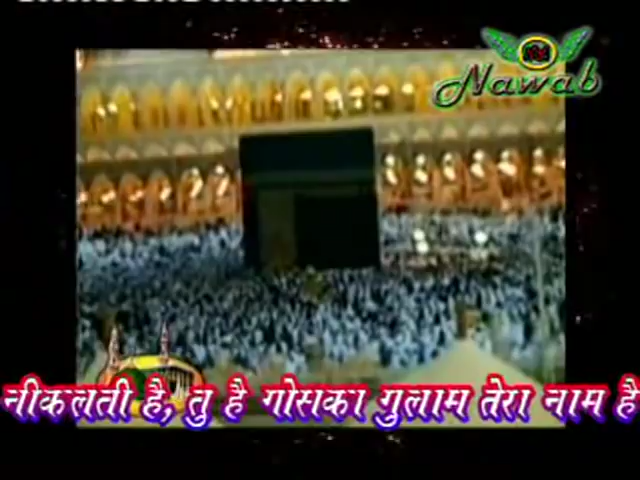 Nawab
नीकलती है, तु है गोसका गुलाम तेरा नाम है